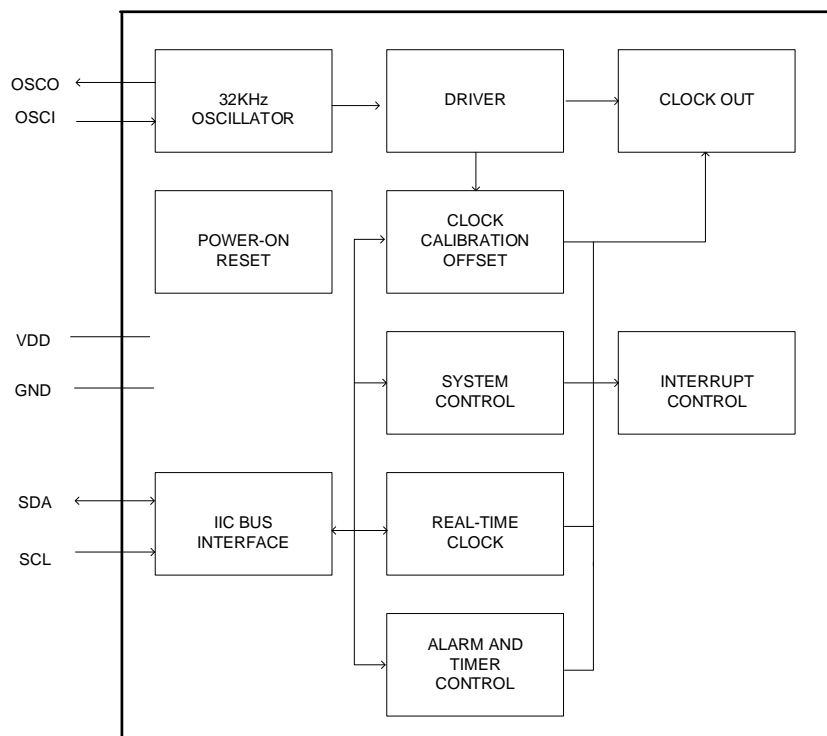 OSCO
OSCI
32KHz
OSCILLATOR
DRIVER
CLOCK OUT
POWER-ON
RESET
CLOCK
CALIBRATION
OFFSET
VDD
GND
SYSTEM
CONTROL
INTERRUPT
CONTROL
SDA
SCL
IIC BUS
INTERFACE
REAL-TIME
CLOCK
ALARM AND
TIMER
CONTROL